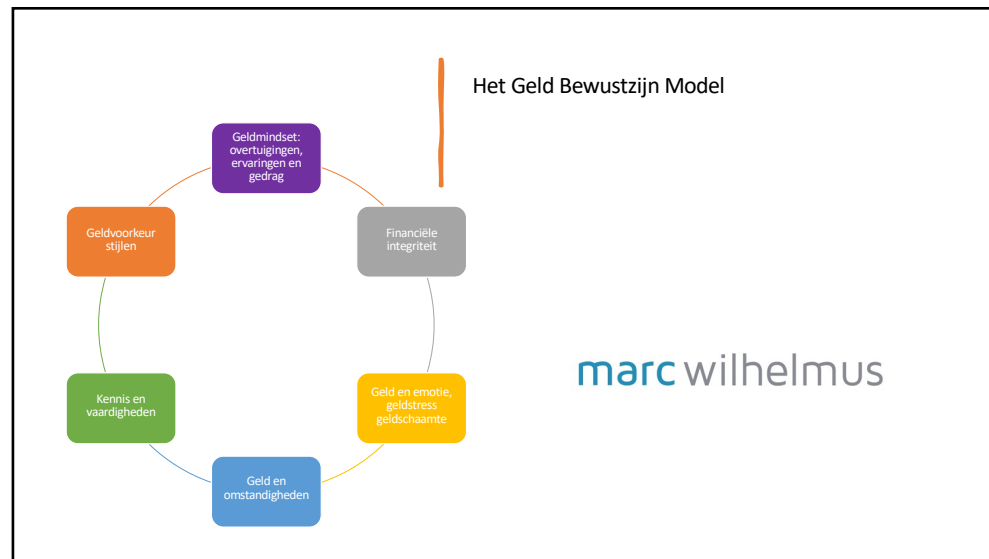 Het Geld Bewustzijn Model
Geldmindset:
overtuigingen,
ervaringen en
gedrag
Financiële
integriteit
Geld en emotie,
geldstress
geldschaamte
Geld en
omstandigheden
Kennis en
vaardigheden
Geldvoorkeur
stijlen
marc wilhelmus